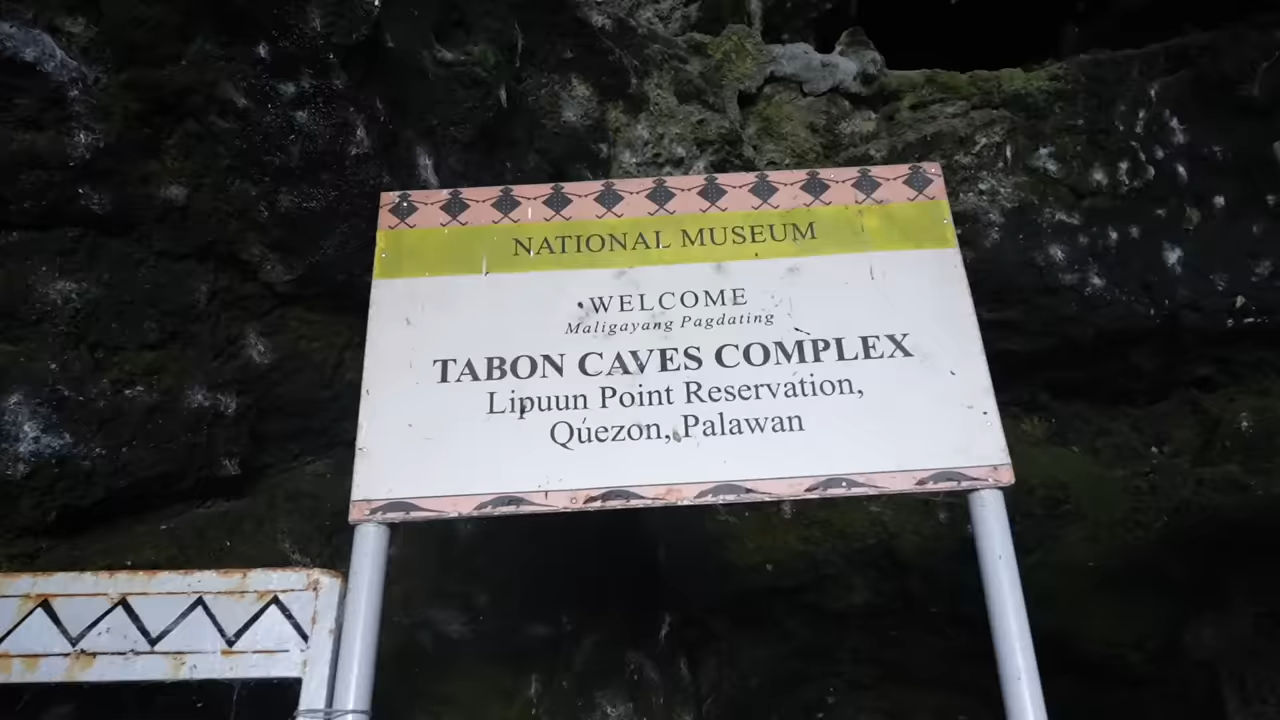 NATIONAL MUSEUM
WELCOME
Maligayang Pagdating
TABON CAVES COMPLEX
Lipuun Point Reservation,
Quezon, Palawan